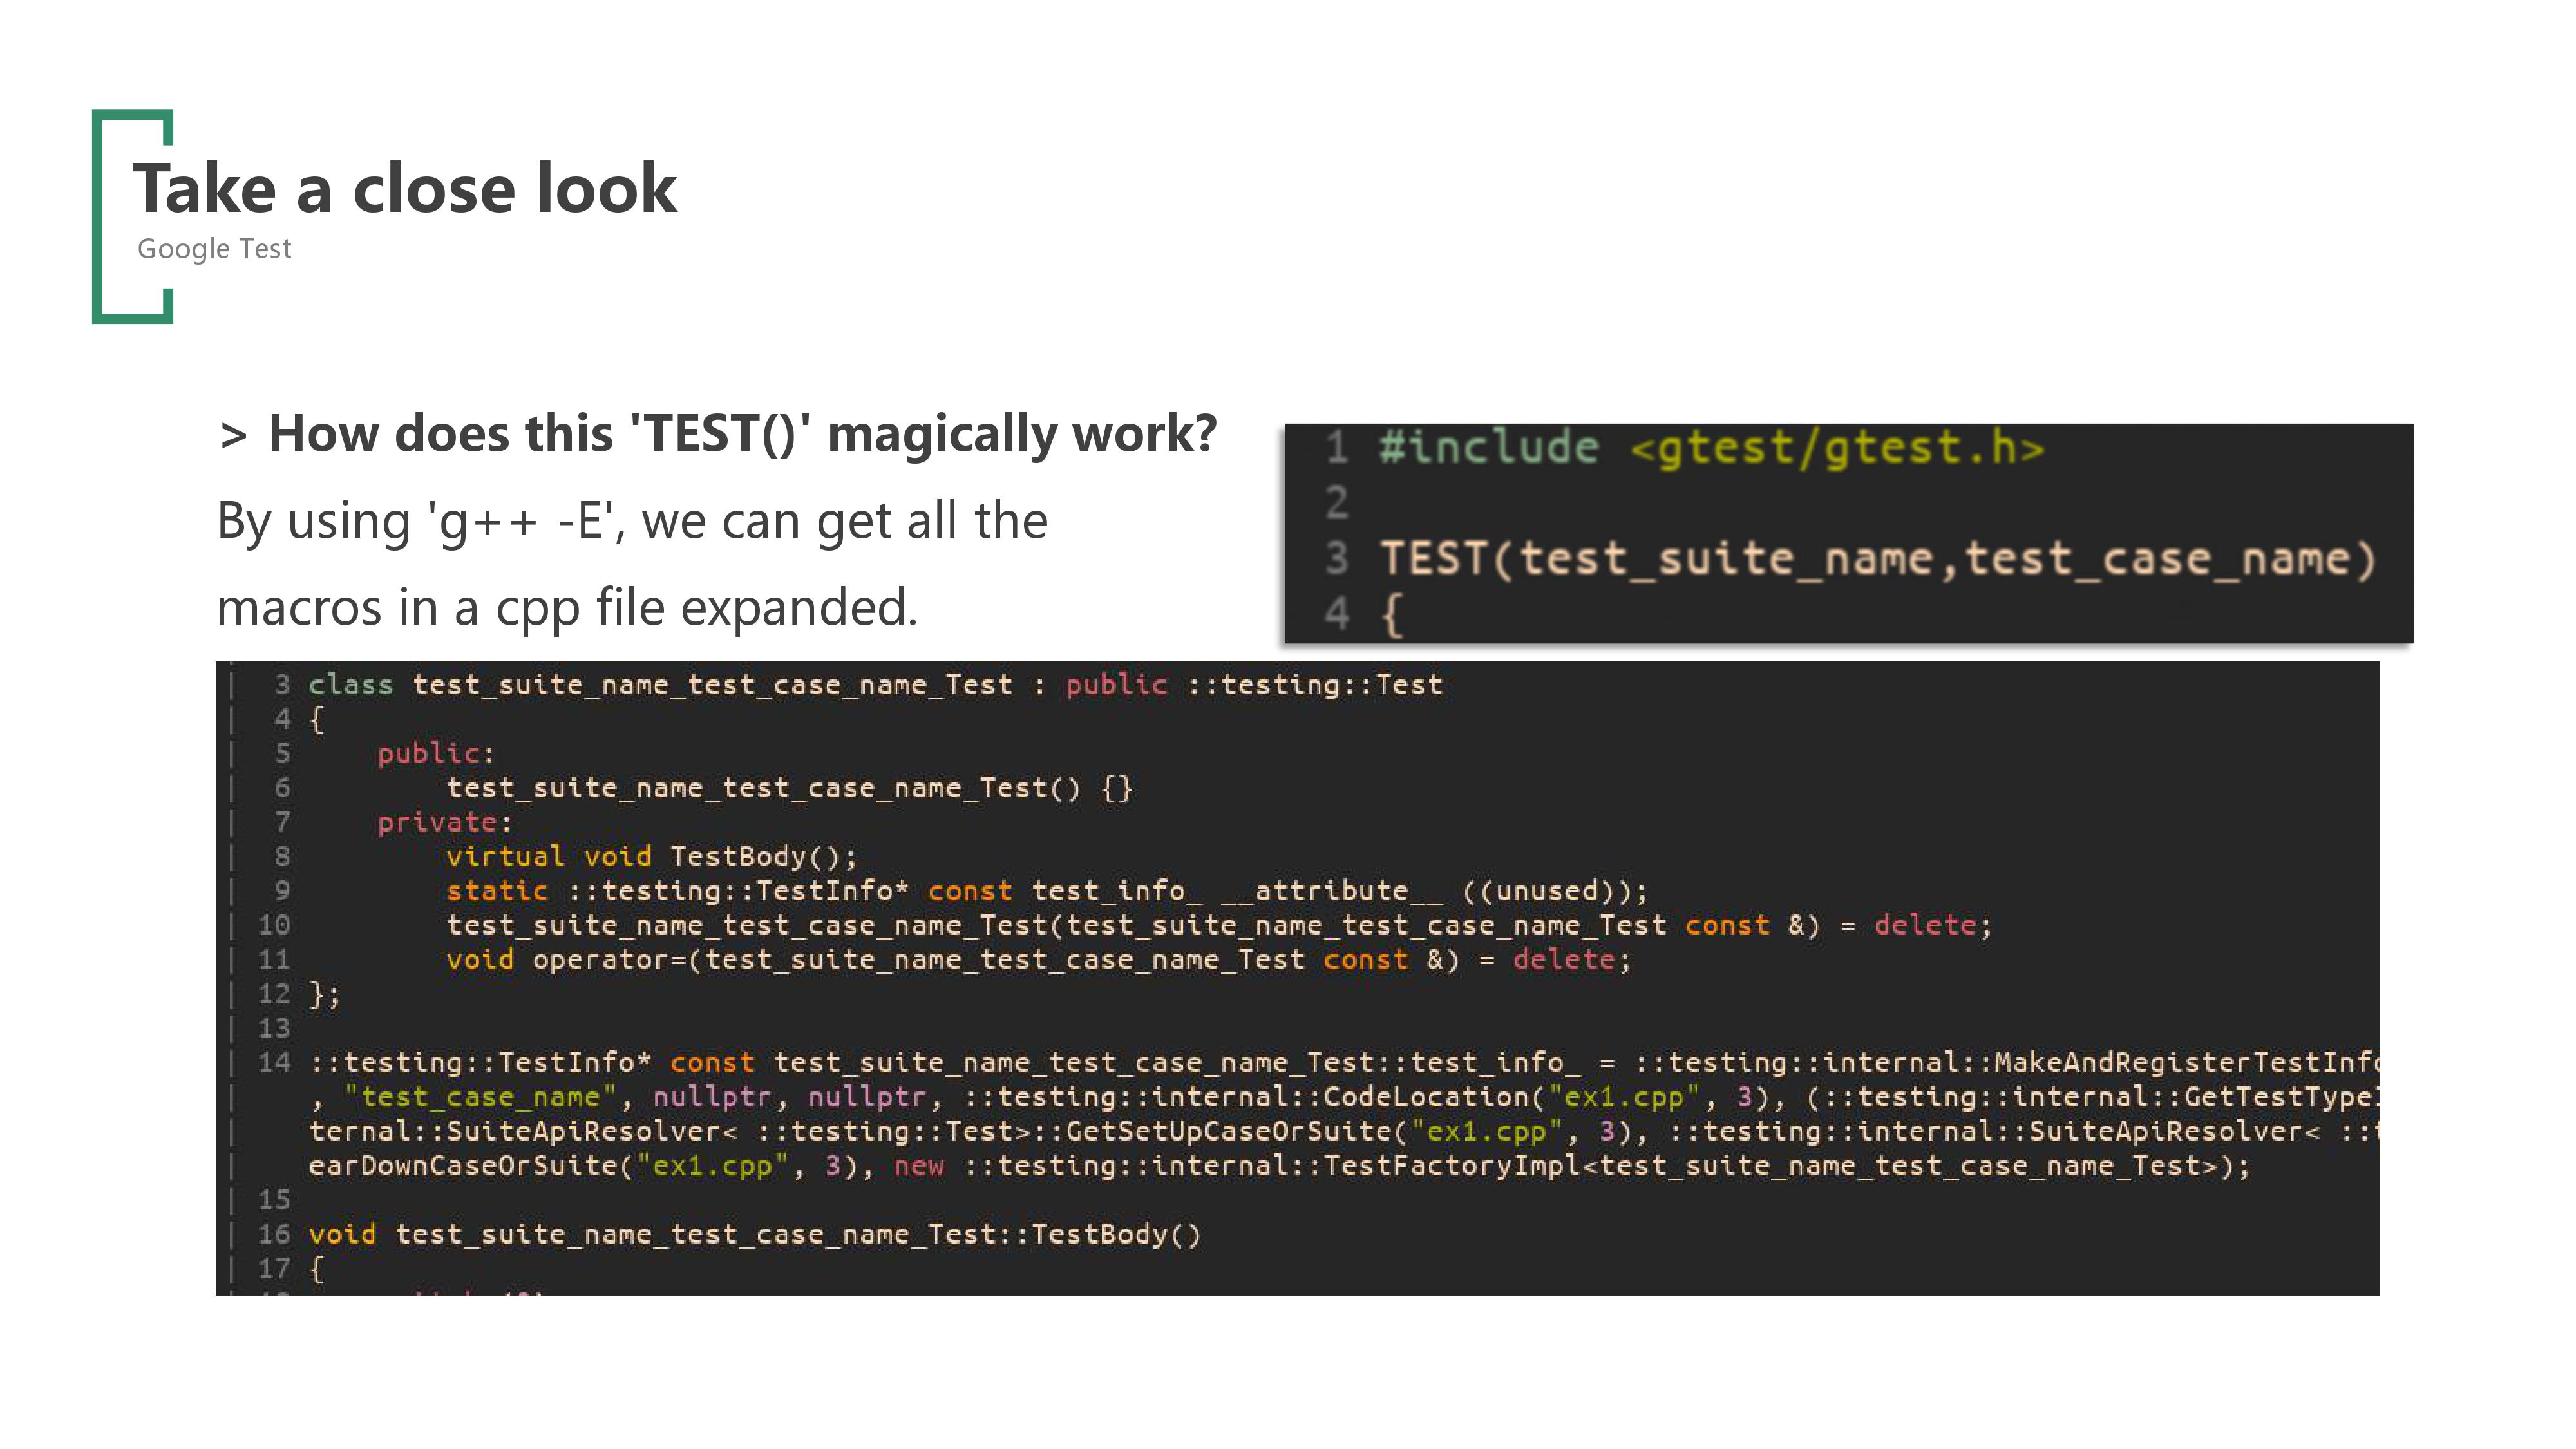 Take a close look
Google Test
> How does this 'TEST()' magically work?
By using 'g++ -E', we can get all the
macros in a cpp file expanded.
1 #include <gtest/gtest.h>
2
3 TEST(test_suite_name,test_case_name)
4 {
3 class test_suite_name_test_case_name_Test : public ::testing::Test
4 {
5 public:
6 test_suite_name_test_case_name_Test() {}
7 private:
8 virtual void TestBody();
9 static ::testing::TestInfo* const test_info_ __attribute__ ((unused));
10 test_suite_name_test_case_name_Test(test_suite_name_test_case_name_Test const &) = delete;
11 void operator=(test_suite_name_test_case_name_Test const &) = delete;
12 };
13
14 ::testing::TestInfo* const test_suite_name_test_case_name_Test::test_info_ = ::testing::internal::MakeAndRegisterTestInfo
, "test_case_name", nullptr, nullptr, ::testing::internal::CodeLocation("ex1.cpp", 3), (::testing::internal::GetTestType
ternal::SuiteApiResolver< ::testing::Test>::GetSetUpCaseOrSuite("ex1.cpp", 3), ::testing::internal::SuiteApiResolver< ::t
earDownCaseOrSuite("ex1.cpp", 3), new ::testing::internal::TestFactoryImpl<test_suite_name_test_case_name_Test>);
15
16 void test_suite_name_test_case_name_Test::TestBody()
17 {